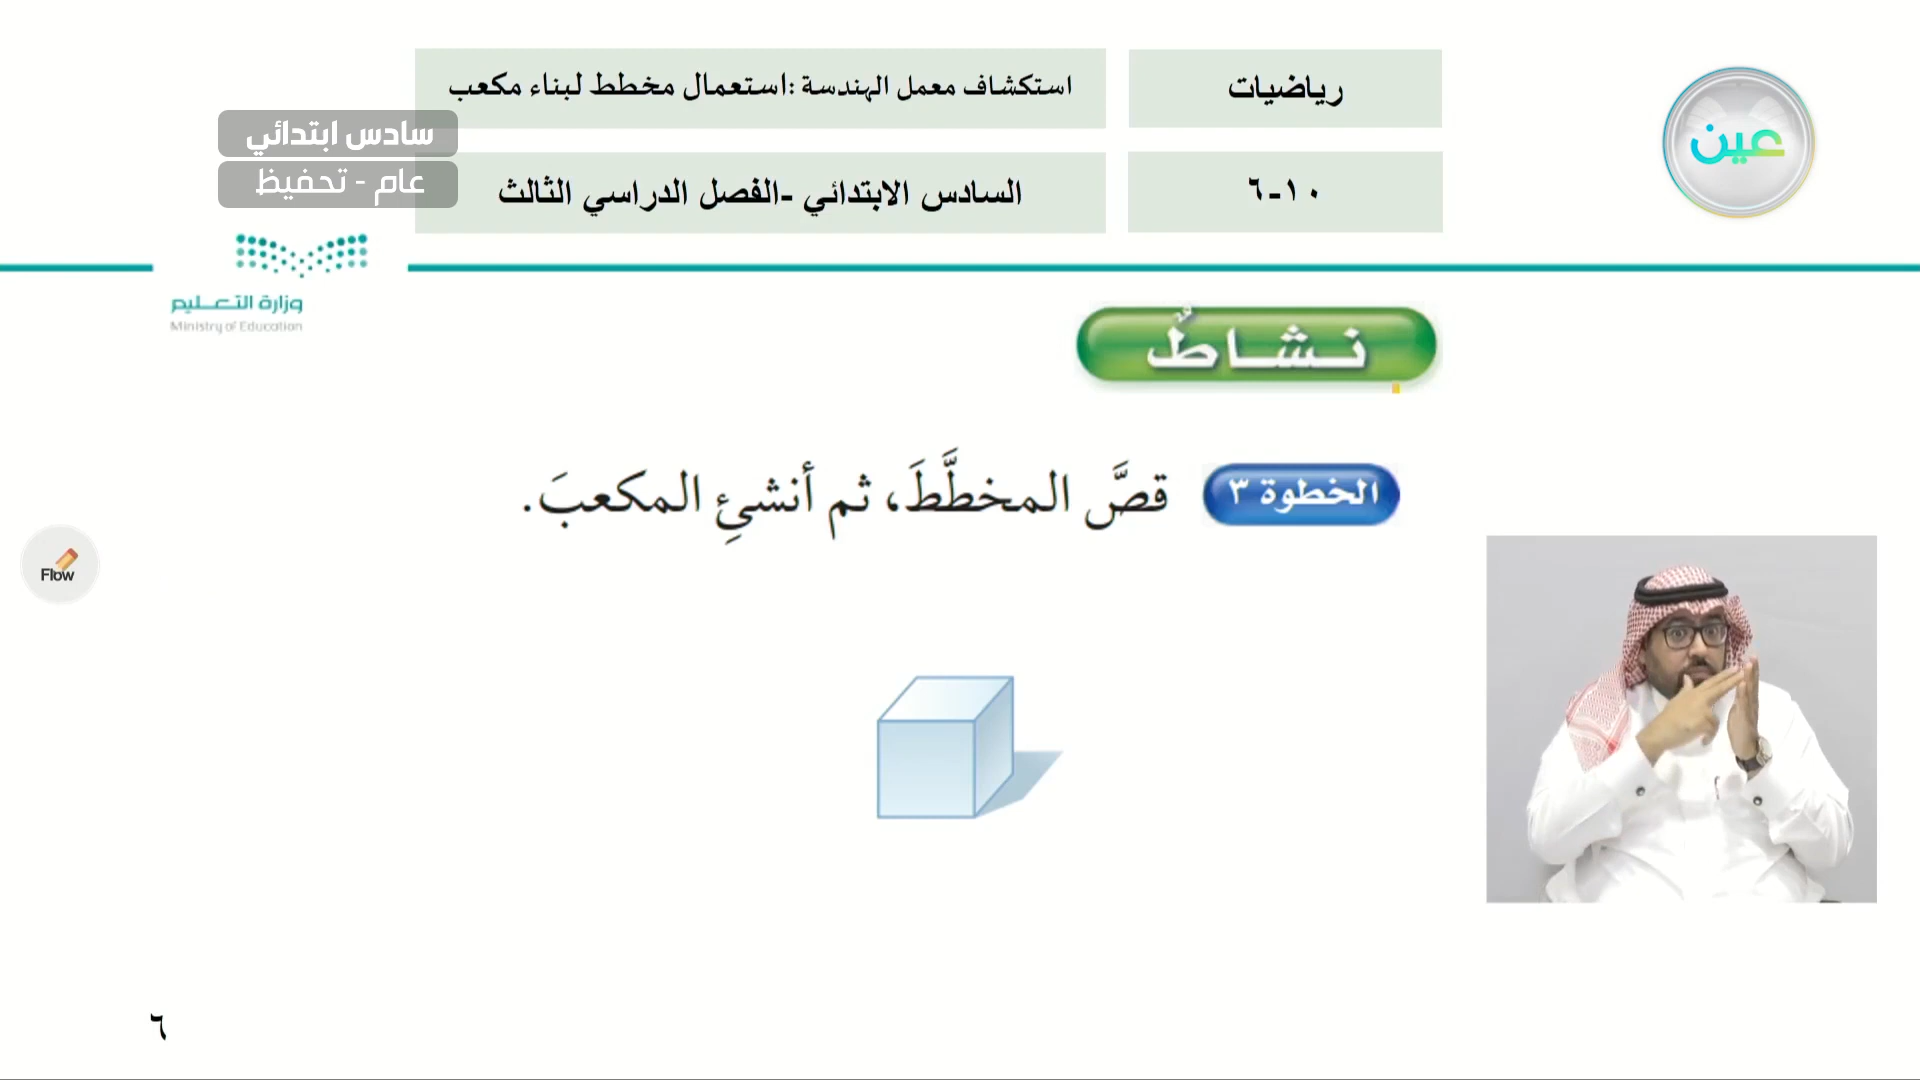 رياضيات
استكشاف معمل الهندسة :استعمال مخطط لبناء مكعب
عين
سادس ابتدائي
عام - تحفيظ
١٠-٦
السادس الابتدائي -الفصل الدراسي الثالث
وزارة التعليم
Ministry of Education
نشاطٌ
الخطوة ٣ قصَّ المخطَّطَ، ثم أنشئِ المكعبَ.
Flow
٦